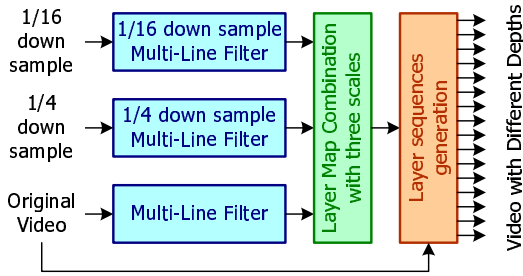 1/16
down
sample
1/16 down sample
Multi-Line Filter
1/4
down
sample
1/4 down sample
Multi-Line Filter
Original
Video
Multi-Line Filter
Layer Map Combination
with three scales
Layer sequences
generation
Video with Different Depths